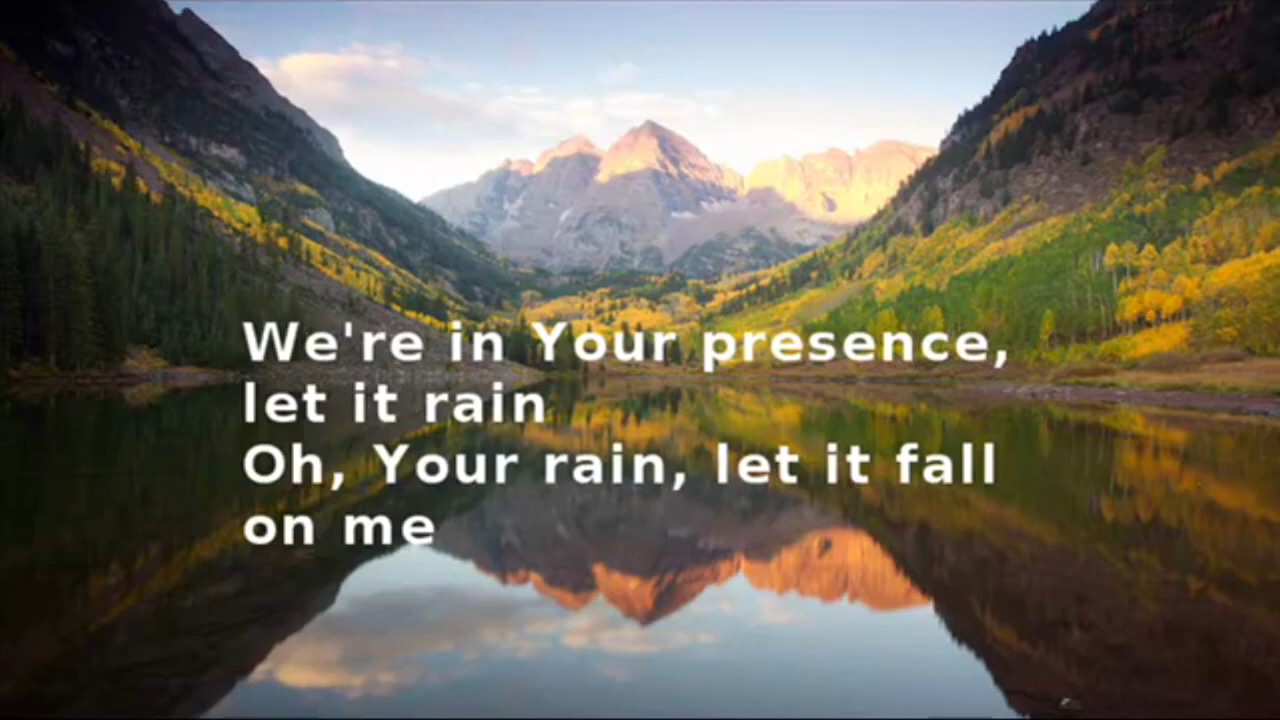 We're in Your presence,
let it rain
Oh, Your rain, let it fall
on me